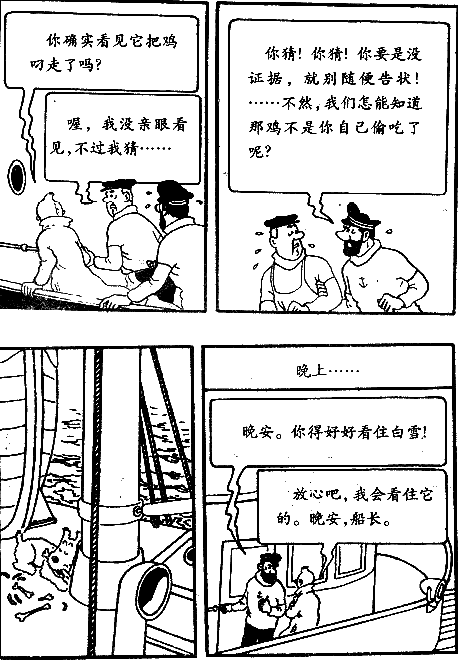 你确实看见它把鸡
叼走了吗？
喔，我没亲眼看
见，不过我猜……
你猜！你猜！你要是没
证据，就别随便告状！
……不然，我们怎能知道
那鸡不是你自己偷吃了
呢？
晚上……
晚安。你得好好看住白雪！
放心吧，我会看住它
的。晚安，船长。